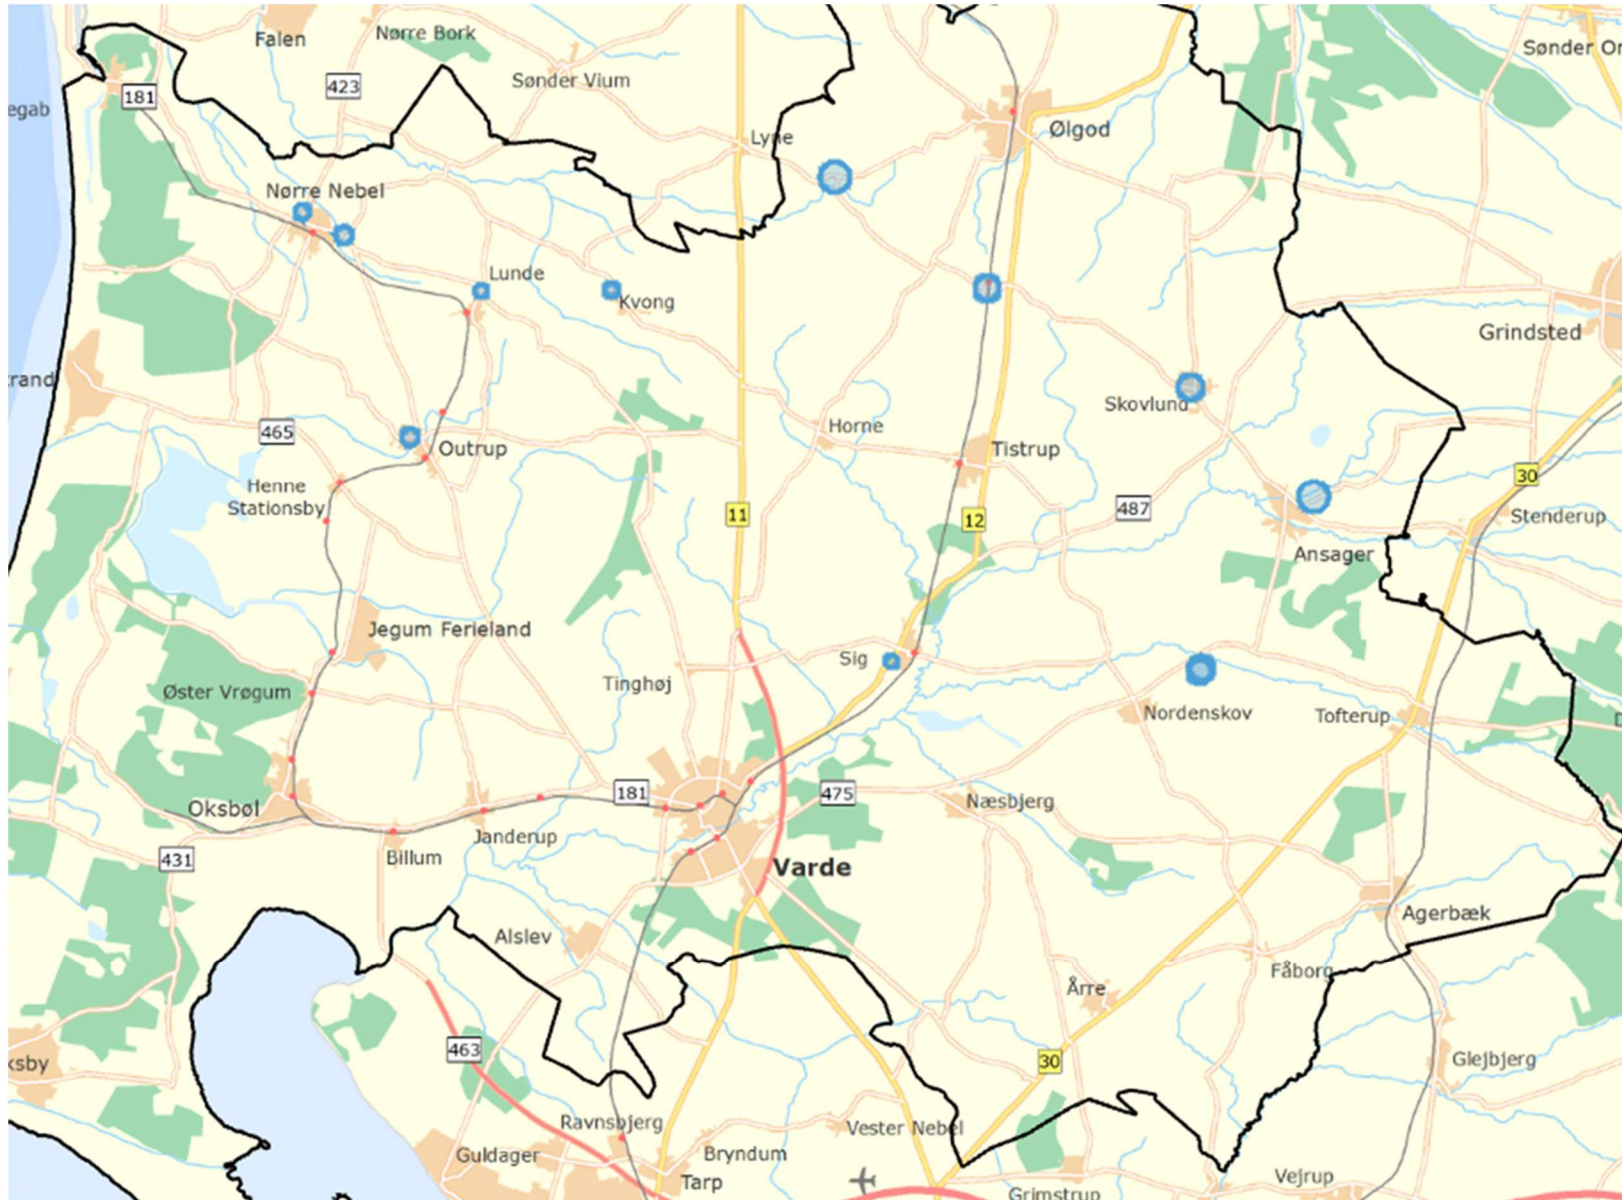 Falen
Nørre Bork
Sønder Vium
egab
181
423
Lyne
Ølgod
Sønder Or
Nørre Nebel
Lunde
Kvong
Grindsted
rand
465
Outrup
Horne
Skovlund
Tistrup
Henne
Stationsby
11
12
487
30
Stenderup
Ansager
Jegum Ferieland
Øster Vrøgum
Tinghøj
Sig
Nordenskov
Tofterup
Oksbøl
181
475
Næsbjerg
Janderup
Billum
431
Varde
Agerbæk
Alslev
Fåborg
Årre
ksby
463
30
Glejbjerg
Ravnsbjerg
Vester Nebel
Guldager
Bryndum
Tarp
Vejrup
Grimstrup